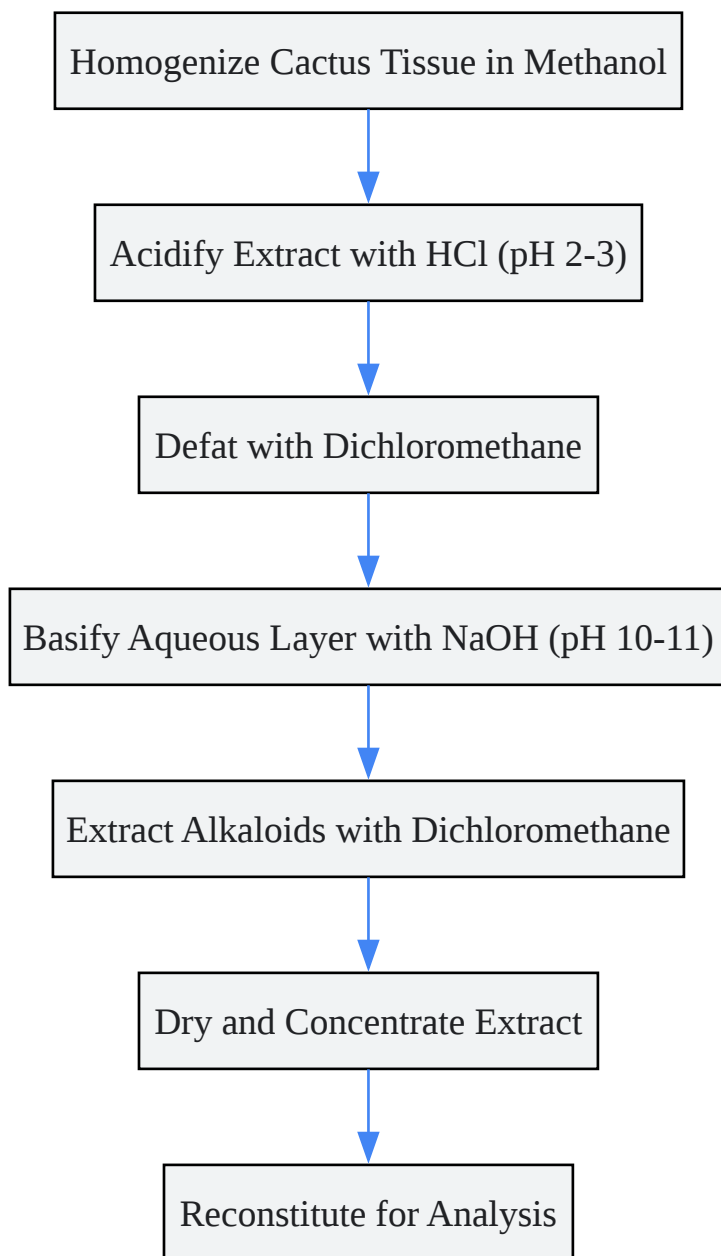 Homogenize Cactus Tissue in Methanol
Acidify Extract with HCl (pH 2-3)
Defat with Dichloromethane
Basify Aqueous Layer with NaOH (pH 10-11)
Extract Alkaloids with Dichloromethane
Dry and Concentrate Extract
Reconstitute for Analysis